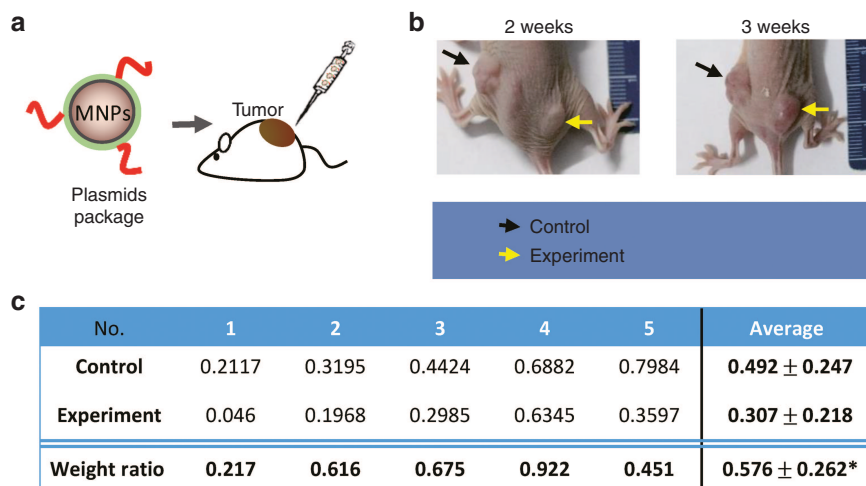 a
MNPs
Plasmids
package
Tumor
b
2 weeks
3 weeks
Control
Experiment
c
No. 1 2 3 4 5 Average
Control 0.2117 0.3195 0.4424 0.6882 0.7984 0.492 ± 0.247
Experiment 0.046 0.1968 0.2985 0.6345 0.3597 0.307 ± 0.218
Weight ratio 0.217 0.616 0.675 0.922 0.451 0.576 ± 0.262*